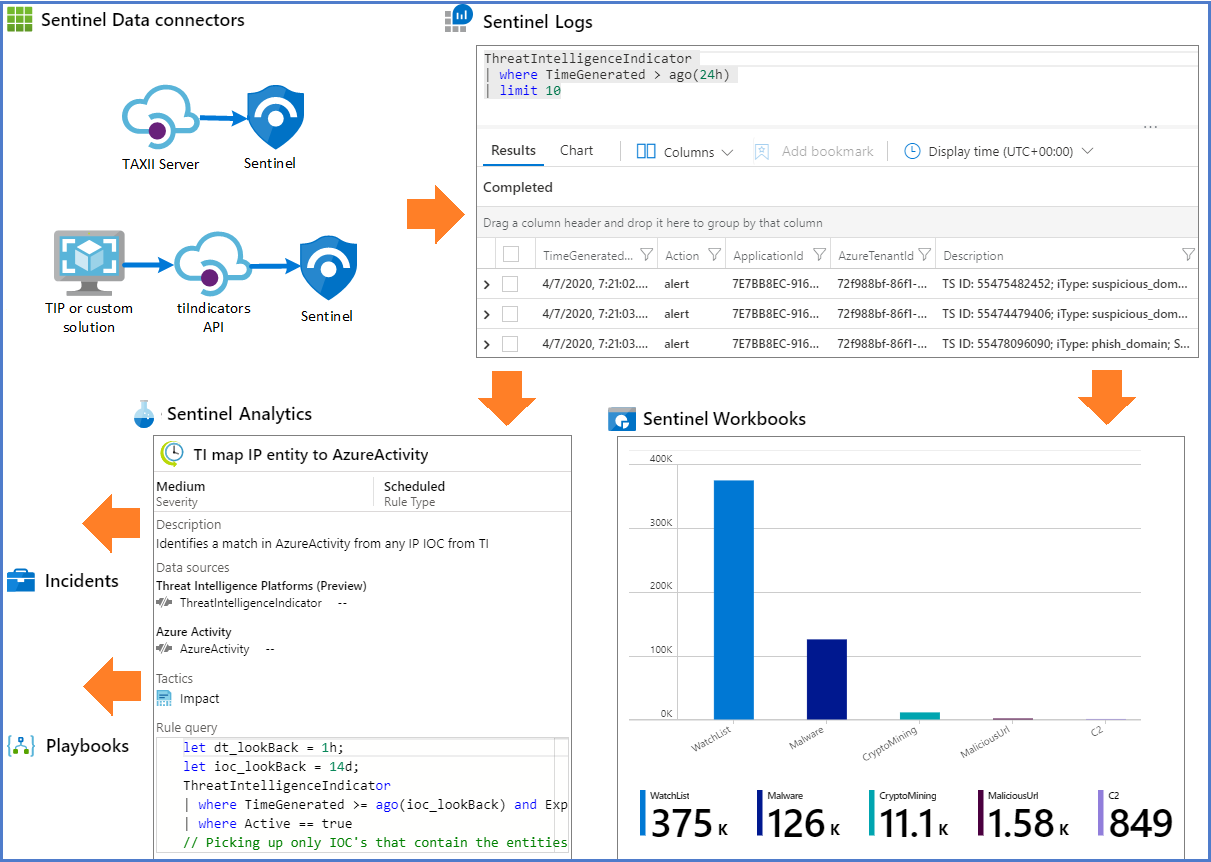 Sentinel Data connectors
TAXII Server
Sentinel
TIP or custom
solution
tiIndicators
API
Sentinel
Sentinel Logs
ThreatIntelligenceIndicator
| where TimeGenerated > ago(24h)
| limit 10
...
Results Chart Columns Add bookmark Display time (UTC+00:00)
Completed
Drag a column header and drop it here to group by that column
TimeGenerated... Action ApplicationId AzureTenantId Description
4/7/2020, 7:21:02.... alert 7E7BB8EC-916... 72f988bf-86f1-... TS ID: 55475482452; iType: suspicious_dom...
4/7/2020, 7:21:03.... alert 7E7BB8EC-916... 72f988bf-86f1-... TS ID: 55474479406; iType: suspicious_dom...
4/7/2020, 7:21:03.... alert 7E7BB8EC-916... 72f988bf-86f1-... TS ID: 55478096090; iType: phish_domain; S...
Sentinel Analytics
TI map IP entity to AzureActivity
Medium
Severity
Scheduled
Rule Type
Description
Identifies a match in AzureActivity from any IP IOC from TI
Data sources
Threat Intelligence Platforms (Preview)
ThreatIntelligenceIndicator --
Azure Activity
AzureActivity --
Tactics
Impact
Rule query
let dt_lookBack = 1h;
let ioc_lookBack = 14d;
ThreatIntelligenceIndicator
| where TimeGenerated >= ago(ioc_lookBack) and Exp
| where Active == true
// Picking up only IOC's that contain the entities
Incidents
Playbooks
Sentinel Workbooks
400K
300K
200K
100K
0K
WatchList
Malware
CryptoMining
MaliciousUrl
C2
WatchList
375 K
Malware
126 K
CryptoMining
11.1 K
MaliciousUrl
1.58 K
C2
849